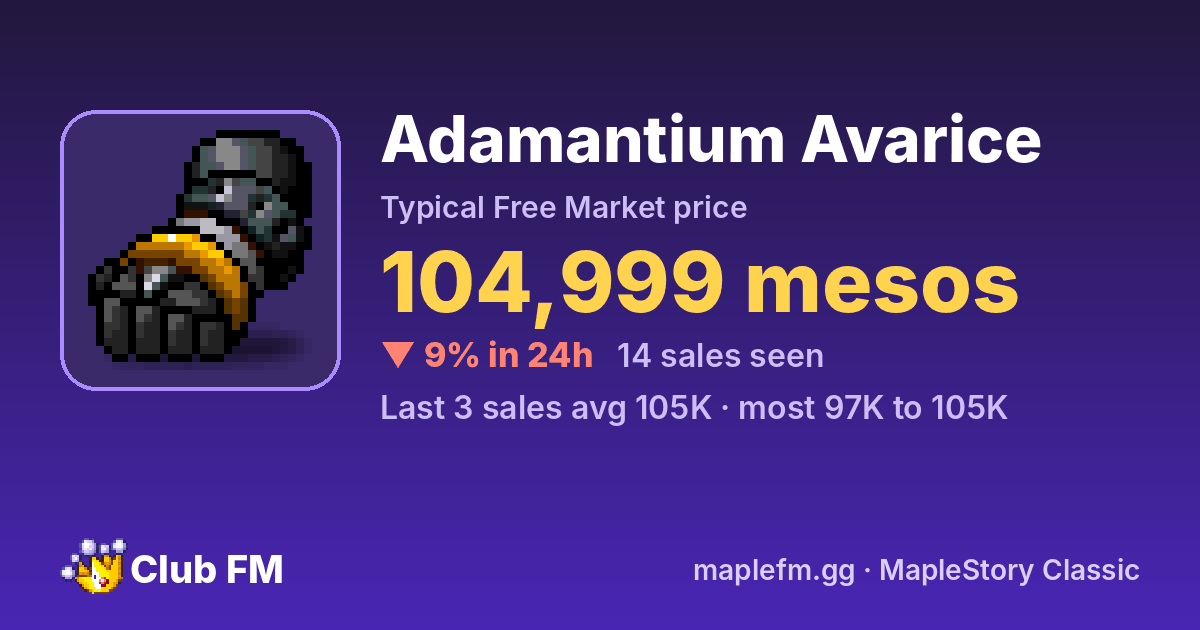 Adamantium Avarice
Typical Free Market price
104,999 mesos
▼ 9% in 24h 14 sales seen
Last 3 sales avg 105K · most 97K to 105K
Club FM
maplefm.gg · MapleStory Classic